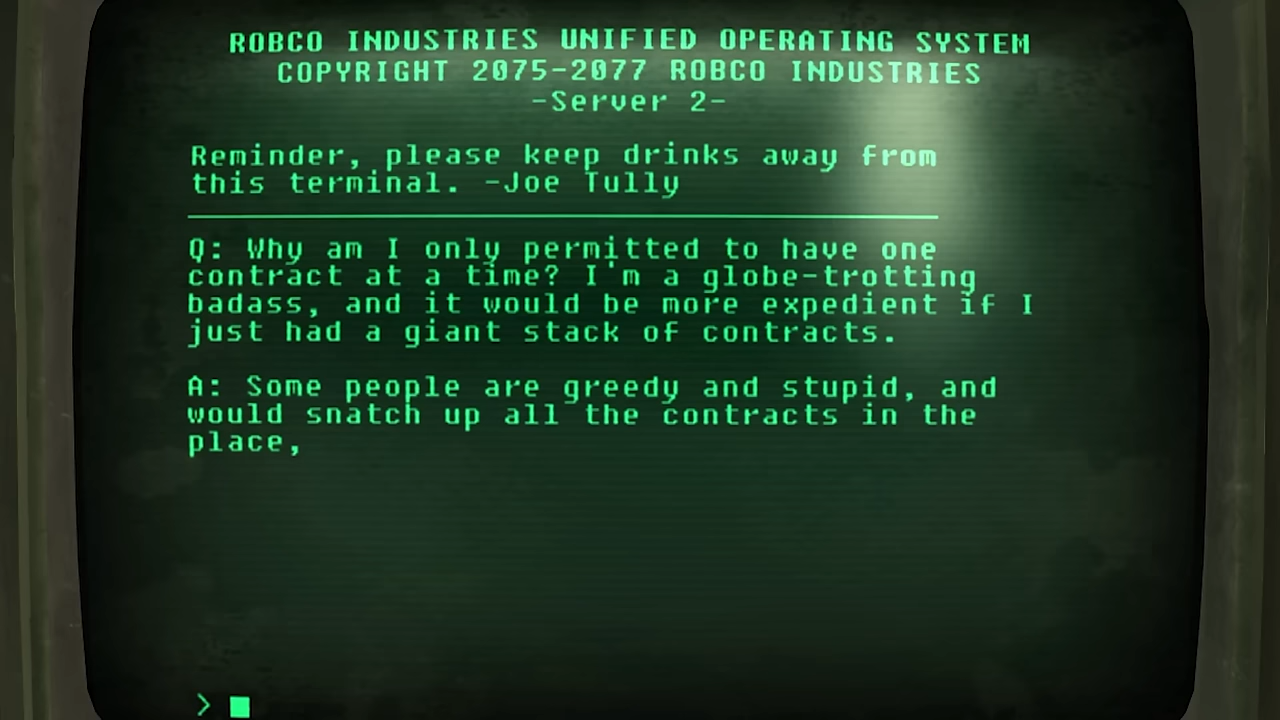 ROBCO INDUSTRIES UNIFIED OPERATING SYSTEM
COPYRIGHT 2075-2077 ROBCO INDUSTRIES
-Server 2-
Reminder, please keep drinks away from
this terminal. -Joe Tully
Q: Why am I only permitted to have one
contract at a time? I'm a globe-trotting
badass, and it would be more expedient if I
just had a giant stack of contracts.
A: Some people are greedy and stupid, and
would snatch up all the contracts in the
place,
>